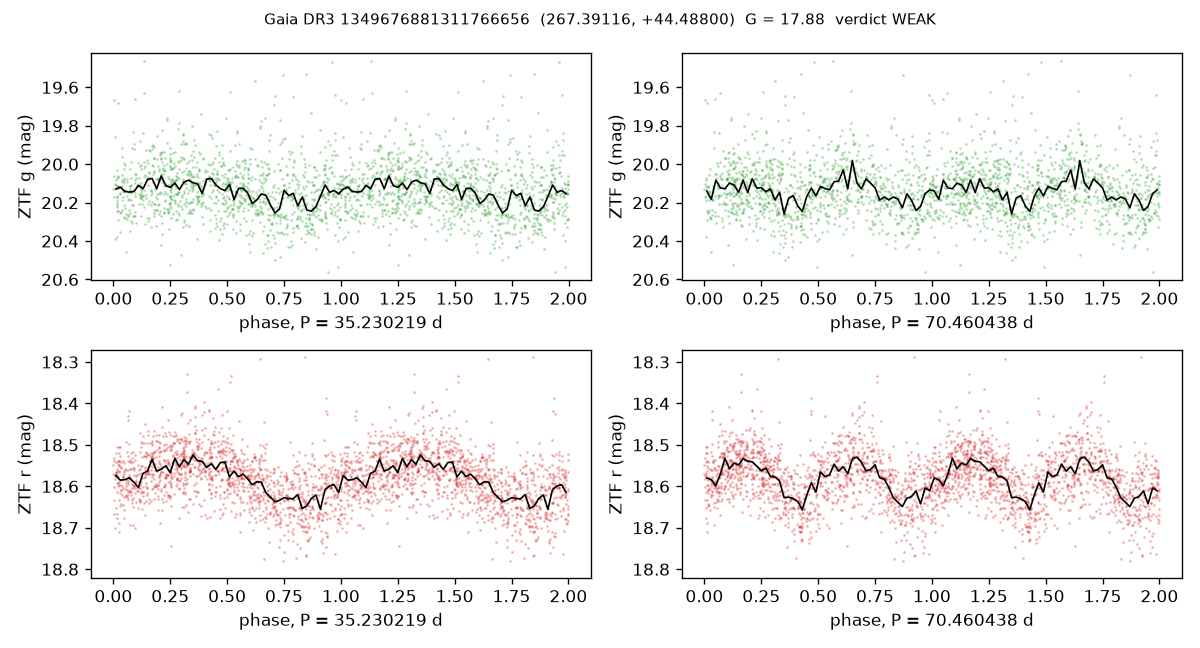 Gaia DR3 1349676881311766656 (267.39116, +44.48800) G = 17.88 verdict WEAK
ZTF g (mag)
19.6
19.8
20.0
20.2
20.4
20.6
0.00 0.25 0.50 0.75 1.00 1.25 1.50 1.75 2.00
phase, P = 35.230219 d
ZTF g (mag)
19.6
19.8
20.0
20.2
20.4
20.6
0.00 0.25 0.50 0.75 1.00 1.25 1.50 1.75 2.00
phase, P = 70.460438 d
ZTF r (mag)
18.3
18.4
18.5
18.6
18.7
18.8
0.00 0.25 0.50 0.75 1.00 1.25 1.50 1.75 2.00
phase, P = 35.230219 d
ZTF r (mag)
18.3
18.4
18.5
18.6
18.7
18.8
0.00 0.25 0.50 0.75 1.00 1.25 1.50 1.75 2.00
phase, P = 70.460438 d